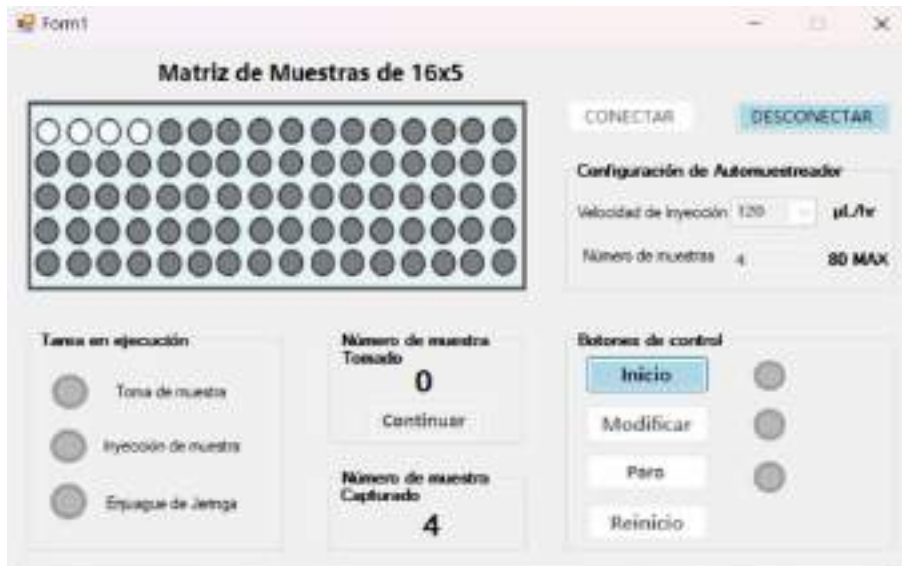 Form1
Matriz de Muestras de 16x5
CONECTAR
DESCONECTAR
Configuración de Automuestreador
Velocidad de Inyección 120 µL/hr
Número de muestras 4 80 MAX
Tarea en ejecución
Toma de muestra
Inyección de muestra
Enjuague de Jeringa
Número de muestra
Tomado
0
Continuar
Número de muestra
Capturado
4
Botones de control
Inicio
Modificar
Paro
Reinicio